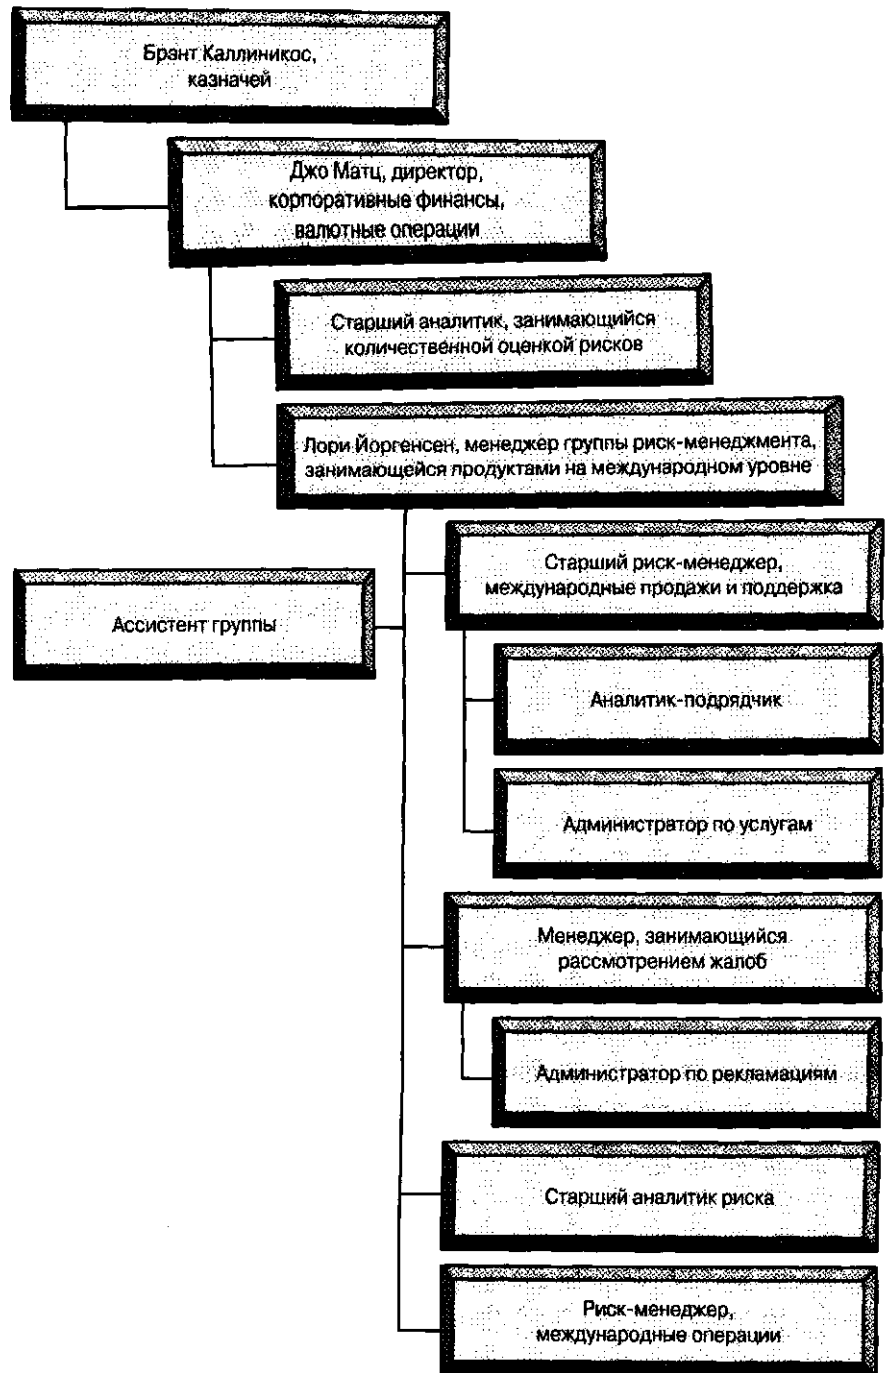 Брант Каллиникос,
казначей
Джо Матц, директор,
корпоративные финансы,
валютные операции
Старший аналитик, занимающийся
количественной оценкой рисков
Лори Йоргенсен, менеджер группы риск-менеджмента,
занимающейся продуктами на международном уровне
Старший риск-менеджер,
международные продажи и поддержка
Ассистент группы
Аналитик-подрядчик
Администратор по услугам
Менеджер, занимающийся
рассмотрением жалоб
Администратор по рекламациям
Старший аналитик риска
Риск-менеджер,
международные операции